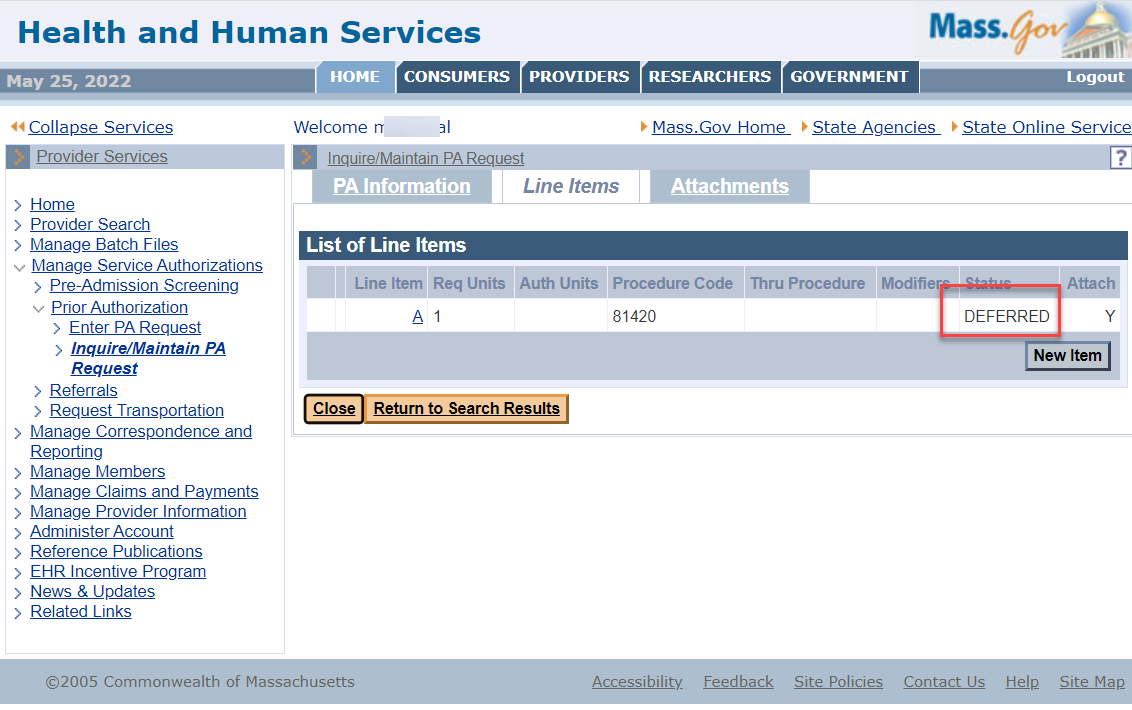 Health and Human Services
Mass.Gov
May 25, 2022
HOME CONSUMERS PROVIDERS RESEARCHERS GOVERNMENT
Logout
Collapse Services
Welcome m al
Mass.Gov Home State Agencies State Online Service
Provider Services
Home
Provider Search
Manage Batch Files
Manage Service Authorizations
Pre-Admission Screening
Prior Authorization
Enter PA Request
Inquire/Maintain PA
Request
Referrals
Request Transportation
Manage Correspondence and
Reporting
Manage Members
Manage Claims and Payments
Manage Provider Information
Administer Account
Reference Publications
EHR Incentive Program
News & Updates
Related Links
Inquire/Maintain PA Request
?
PA Information Line Items Attachments
List of Line Items
Line Item Req Units Auth Units Procedure Code Thru Procedure Modifiers Status Attach
A 1 81420 DEFERRED Y
New Item
Close Return to Search Results
©2005 Commonwealth of Massachusetts
Accessibility Feedback Site Policies Contact Us Help Site Map